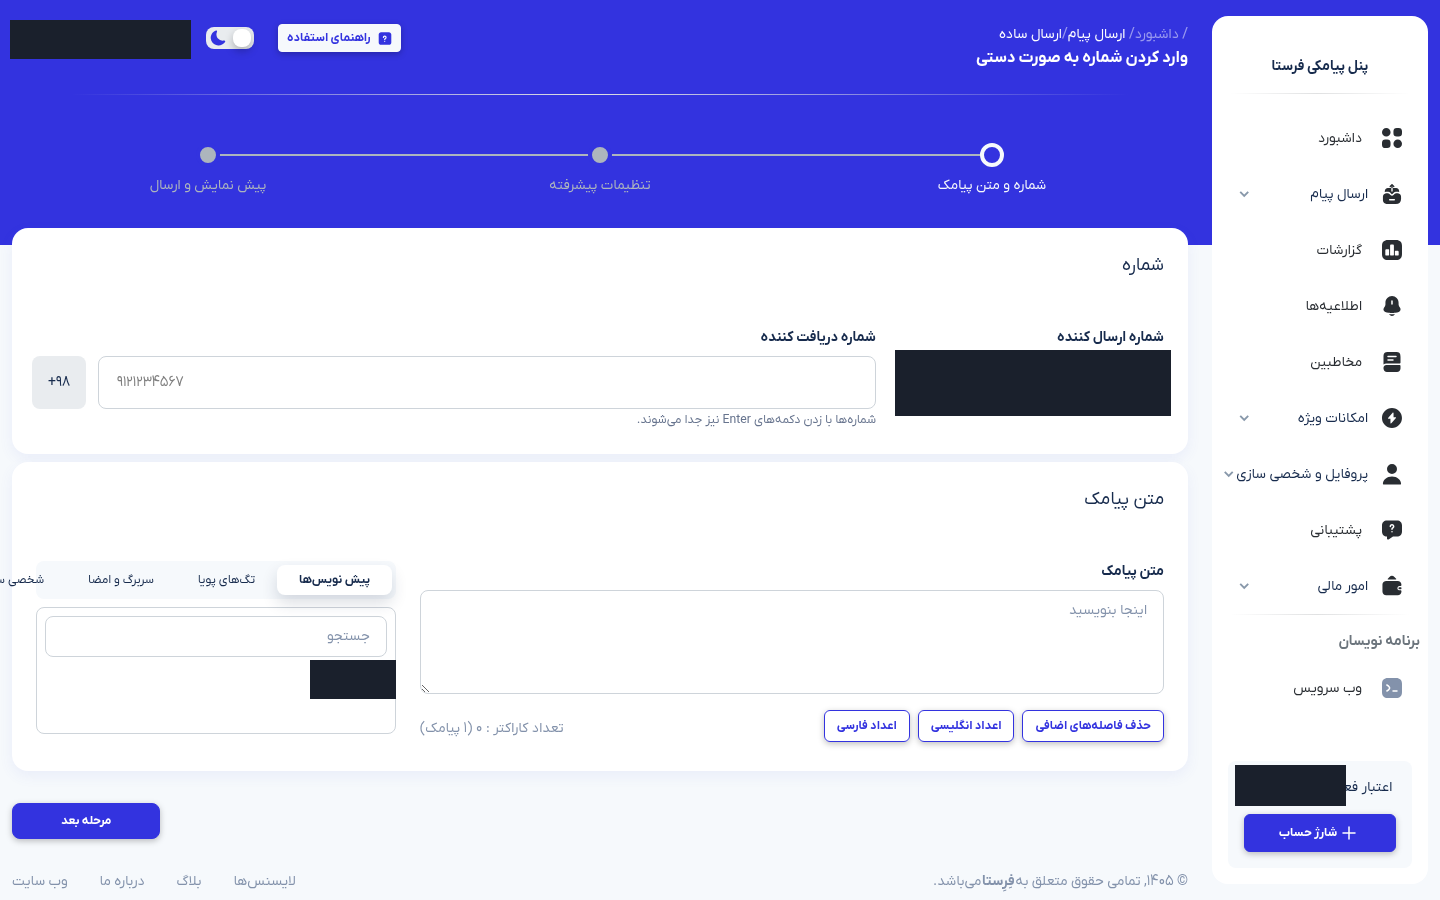 پنل پیامکی فرستا
داشبورد
ارسال پیام
گزارشات
اطلاعیه‌ها
مخاطبین
امکانات ویژه
پروفایل و شخصی سازی
پشتیبانی
امور مالی
برنامه نویسان
وب سرویس
اعتبار
شارژ حساب
/ داشبورد/ ارسال پیام/ارسال ساده
وارد کردن شماره به صورت دستی
راهنمای استفاده
شماره و متن پیامک
تنظیمات پیشرفته
پیش نمایش و ارسال
شماره
شماره ارسال کننده
شماره دریافت کننده
۹۱۲۱۲۳۴۵۶۷
+۹۸
شماره‌ها با زدن دکمه‌های Enter نیز جدا می‌شوند.
متن پیامک
متن پیامک
اینجا بنویسید
حذف فاصله‌های اضافی
اعداد انگلیسی
اعداد فارسی
تعداد کاراکتر : ۰ (۱ پیامک)
پیش نویس‌ها
تگ‌های پویا
سربرگ و امضا
شخصی
جستجو
مرحله بعد
© ۱۴۰۵, تمامی حقوق متعلق به فِرِستا می‌باشد.
لایسنس‌ها
بلاگ
درباره ما
وب سایت